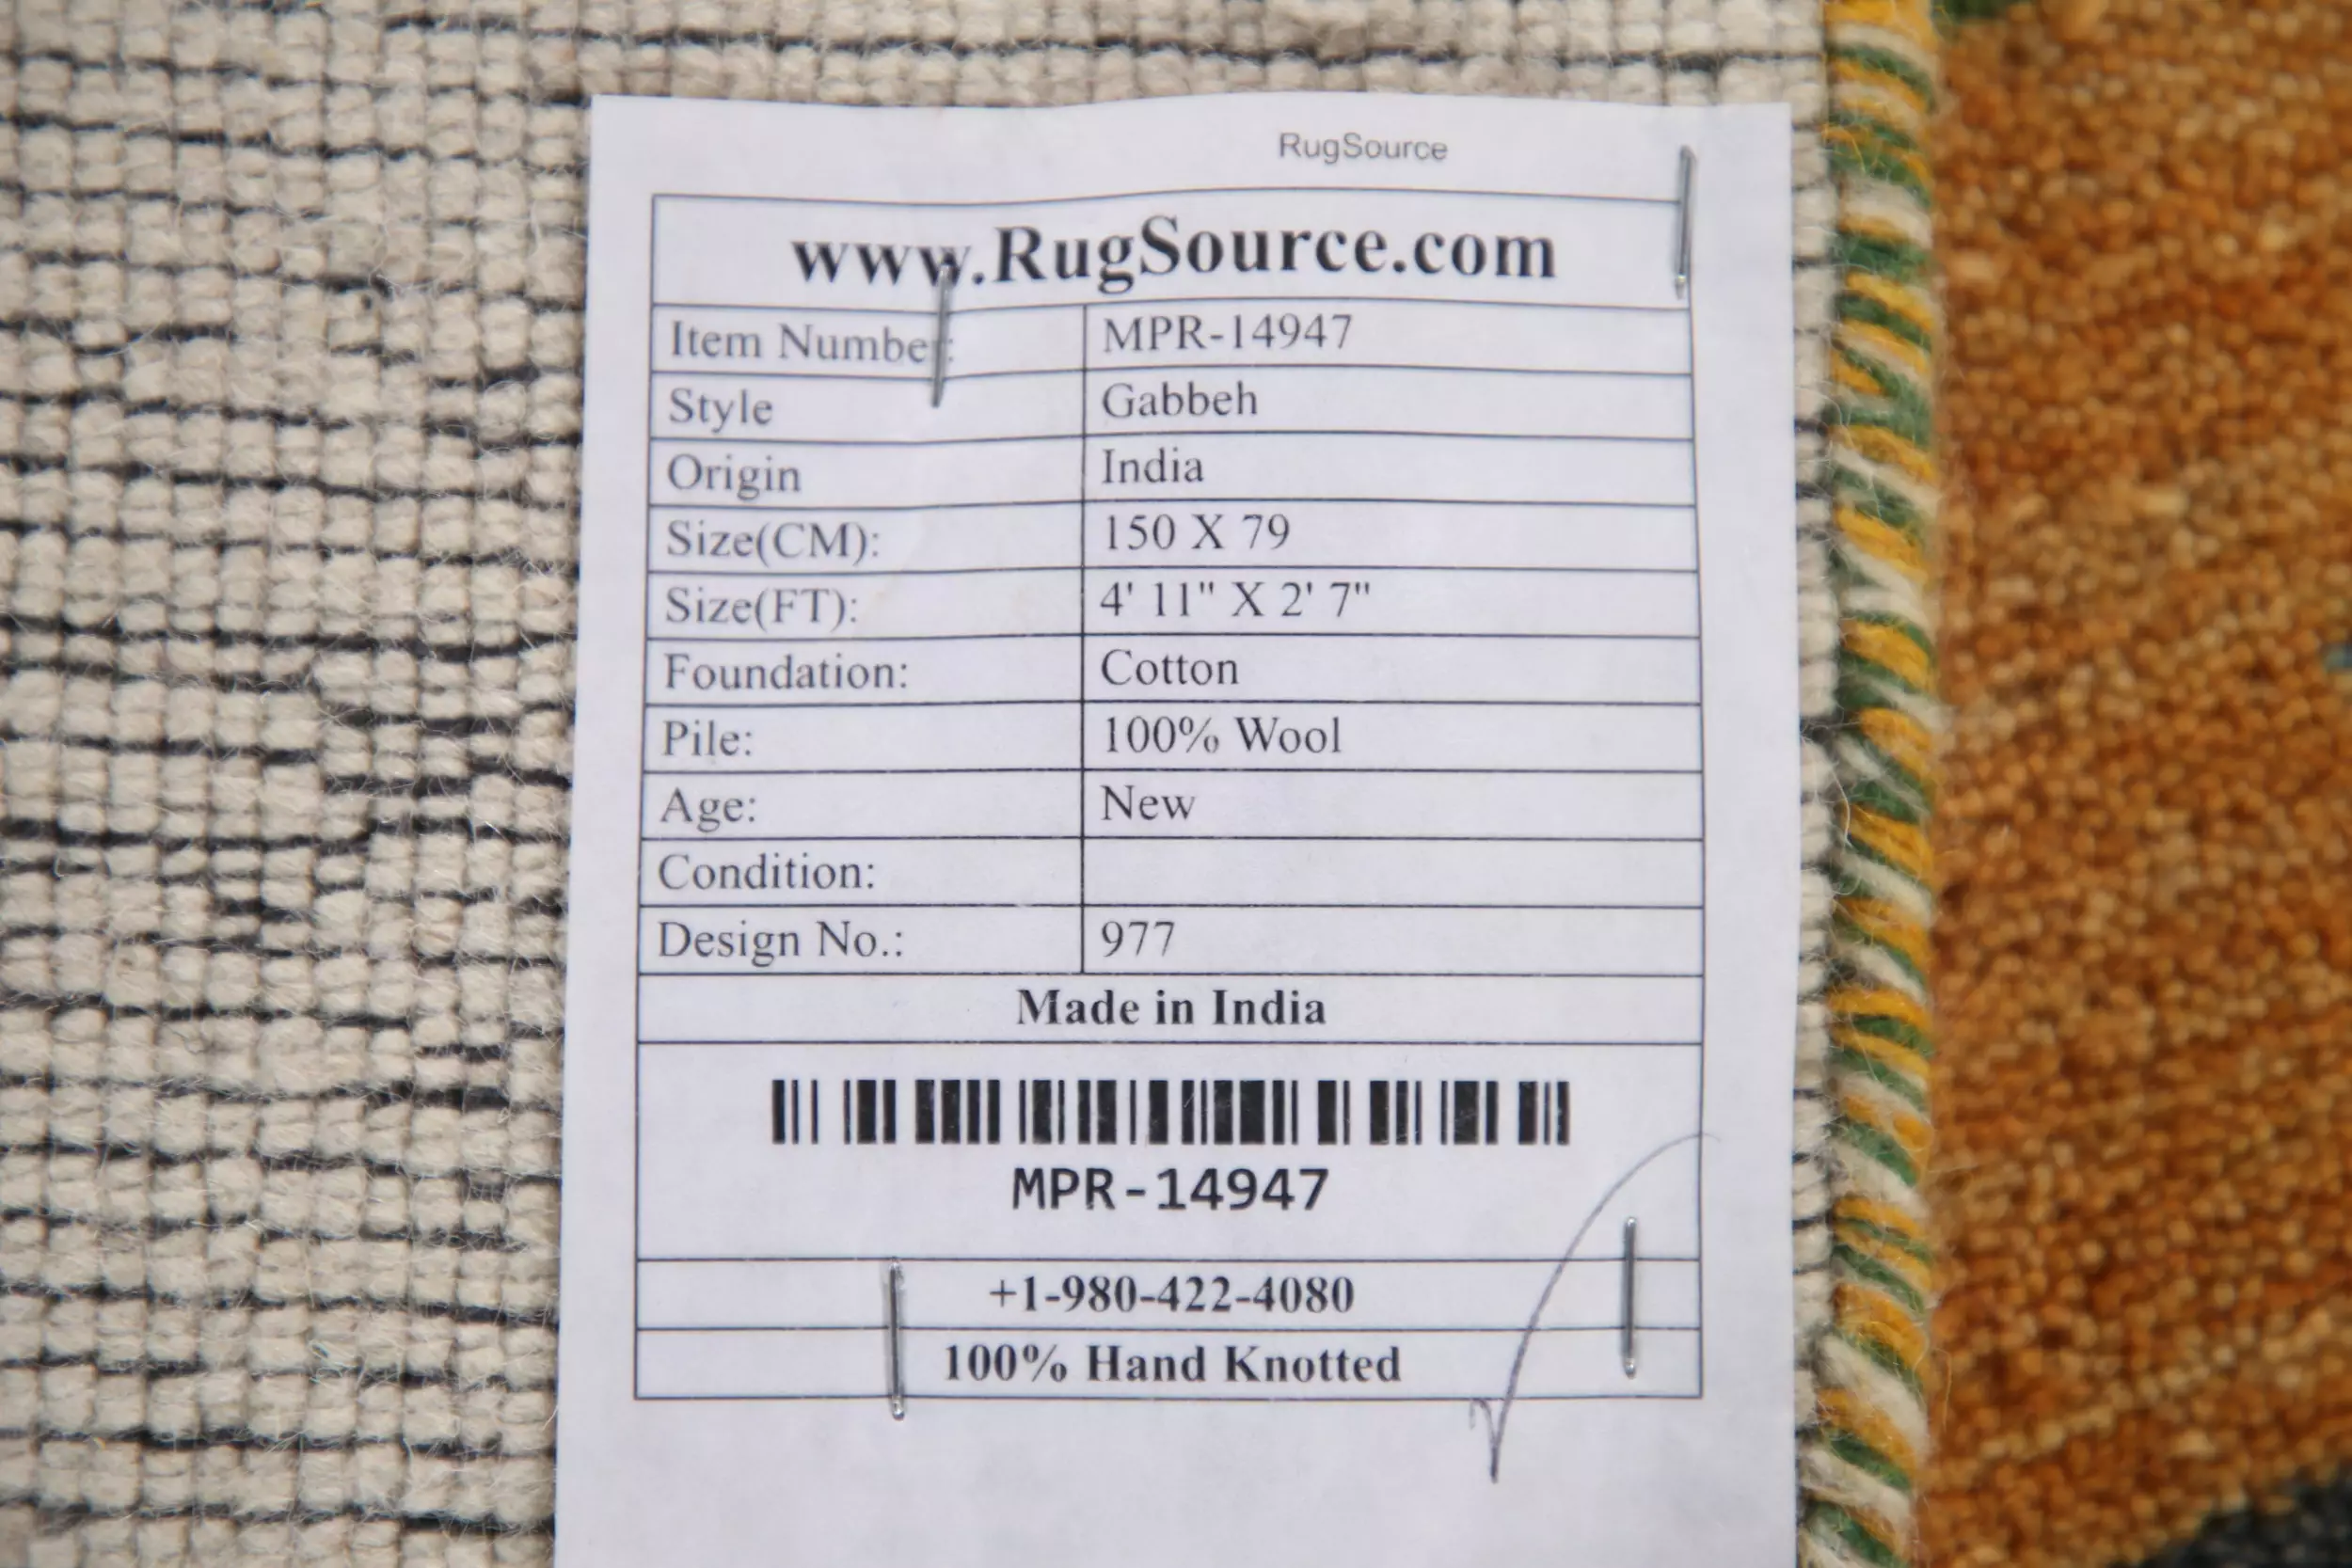 RugSource
www.RugSource.com
Item Number: MPR-14947
Style Gabbeh
Origin India
Size(CM): 150 X 79
Size(FT): 4' 11" X 2' 7"
Foundation: Cotton
Pile: 100% Wool
Age: New
Condition:
Design No.: 977
Made in India
MPR-14947
+1-980-422-4080
100% Hand Knotted